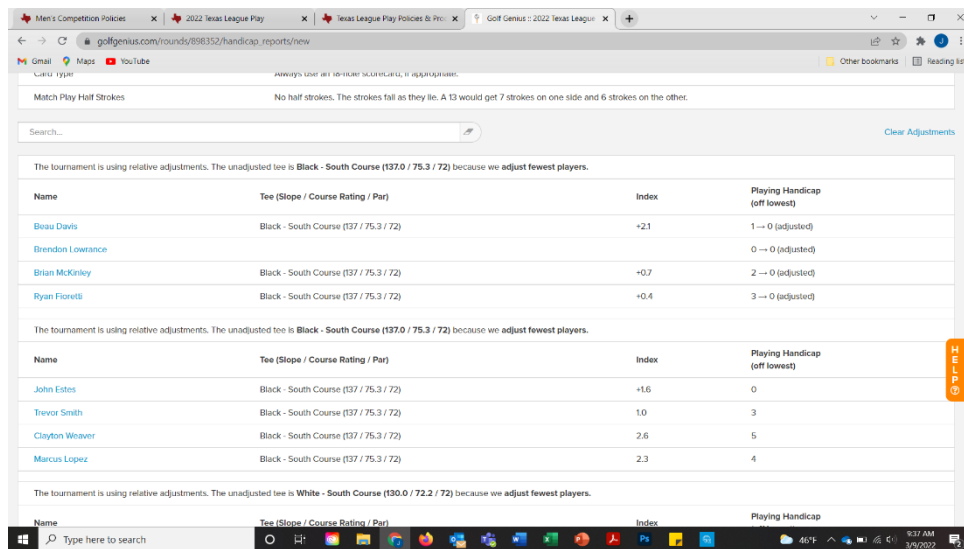 Men's Competition Policies
2022 Texas League Play
Texas League Play Policies & Proc
Golf Genius :: 2022 Texas League
golfgenius.com/rounds/898352/handicap_reports/new
J
Gmail Maps YouTube Other bookmarks Reading list
Card Type Always use an 18-hole scorecard, if appropriate.
Match Play Half Strokes No half strokes. The strokes fall as they lie. A 13 would get 7 strokes on one side and 6 strokes on the other.
Search... Clear Adjustments
The tournament is using relative adjustments. The unadjusted tee is Black - South Course (137.0 / 75.3 / 72) because we adjust fewest players.
Name Tee (Slope / Course Rating / Par) Index Playing Handicap
(off lowest)
Beau Davis Black - South Course (137 / 75.3 / 72) +2.1 1 → 0 (adjusted)
Brendon Lowrance 0 → 0 (adjusted)
Brian McKinley Black - South Course (137 / 75.3 / 72) +0.7 2 → 0 (adjusted)
Ryan Fioretti Black - South Course (137 / 75.3 / 72) +0.4 3 → 0 (adjusted)
The tournament is using relative adjustments. The unadjusted tee is Black - South Course (137.0 / 75.3 / 72) because we adjust fewest players.
Name Tee (Slope / Course Rating / Par) Index Playing Handicap
(off lowest)
John Estes Black - South Course (137 / 75.3 / 72) +1.6 0
Trevor Smith Black - South Course (137 / 75.3 / 72) 1.0 3
Clayton Weaver Black - South Course (137 / 75.3 / 72) 2.6 5
Marcus Lopez Black - South Course (137 / 75.3 / 72) 2.3 4
HELP?
The tournament is using relative adjustments. The unadjusted tee is White - South Course (130.0 / 72.2 / 72) because we adjust fewest players.
Name Tee (Slope / Course Rating / Par) Index Playing Handicap
Type here to search
46°F
9:37 AM
3/9/2022